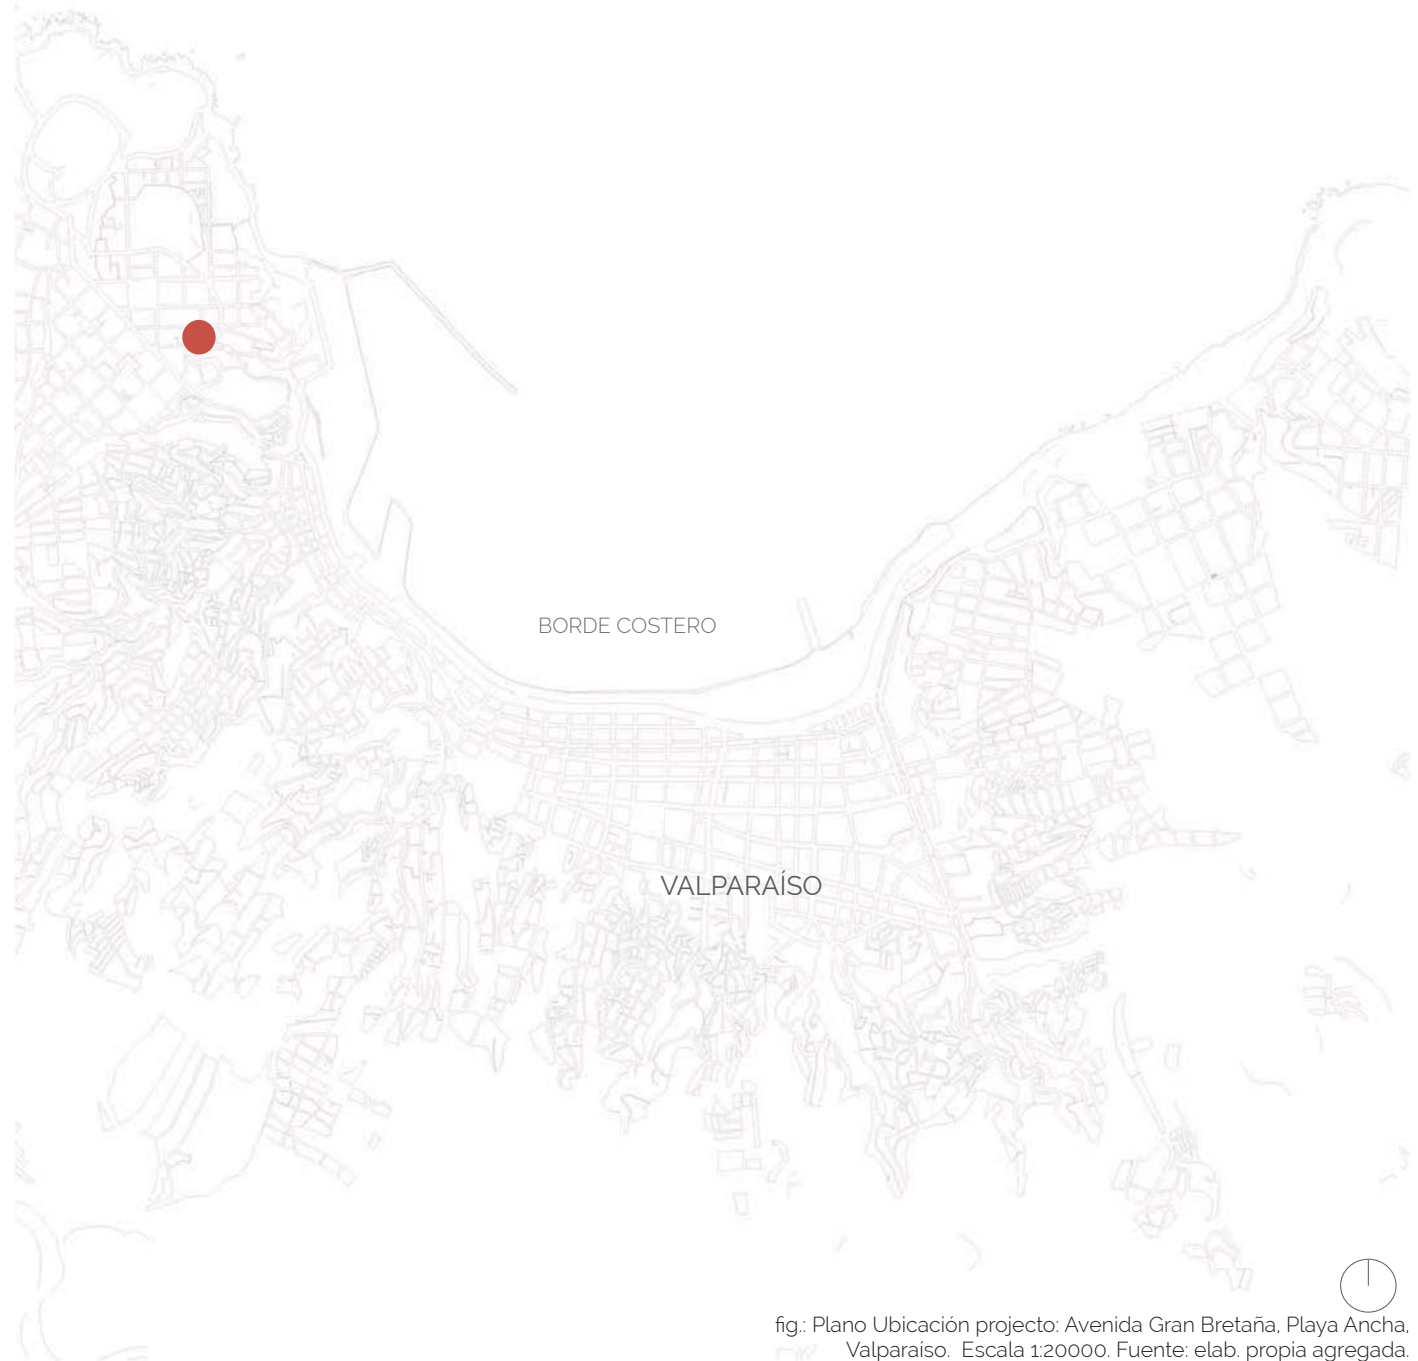 BORDE COSTERO
VALPARAÍSO
fig.: Plano Ubicación projecto: Avenida Gran Bretaña, Playa Ancha,
Valparaíso. Escala 1:20000. Fuente: elab. propia agregada.